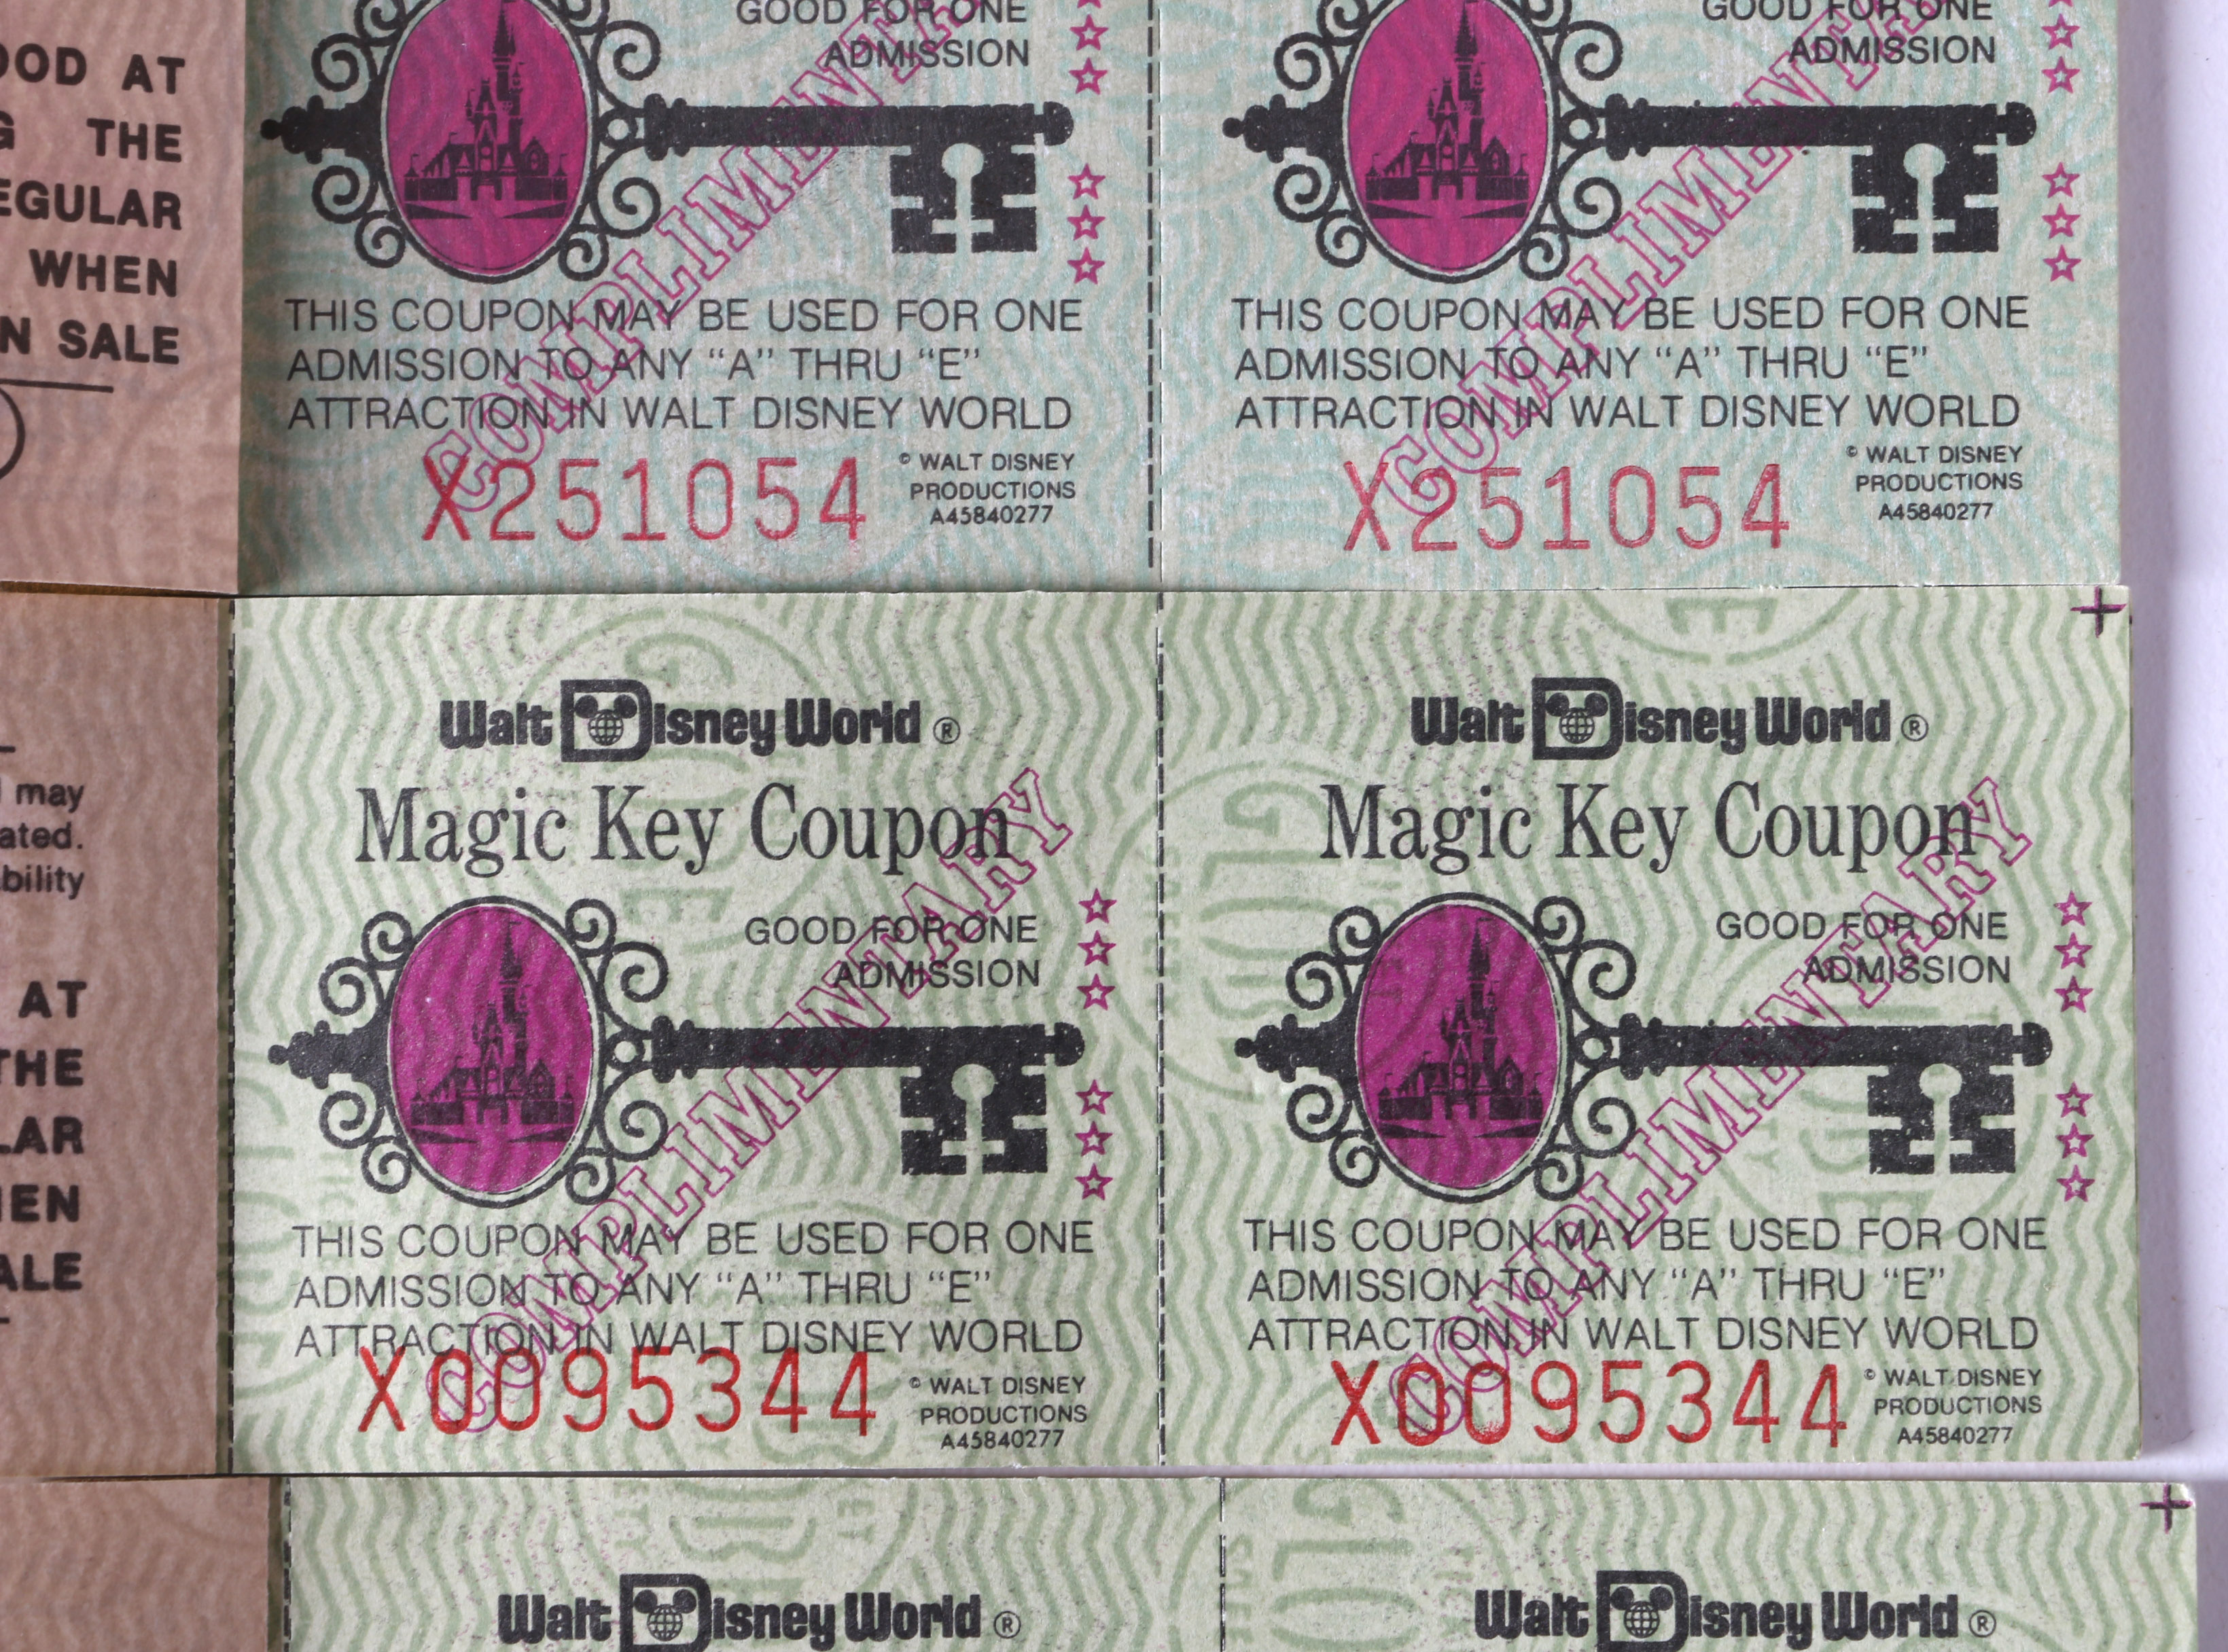 OOD AT
G THE
EGULAR
WHEN
N SALE
GOOD FOR ONE
ADMISSION
COMPLIMENTA
THIS COUPON MAY BE USED FOR ONE
ADMISSION TO ANY “A” THRU “E”
ATTRACTION IN WALT DISNEY WORLD
X251054
© WALT DISNEY
PRODUCTIONS
A45840277
GOOD FOR ONE
ADMISSION
COMPLIMENTA
THIS COUPON MAY BE USED FOR ONE
ADMISSION TO ANY “A” THRU “E”
ATTRACTION IN WALT DISNEY WORLD
X251054
© WALT DISNEY
PRODUCTIONS
A45840277
may
ated.
bility
AT
THE
LAR
HEN
ALE
Walt Disney World ®
Magic Key Coupon
GOOD FOR ONE
ADMISSION
COMPLIMENTARY
THIS COUPON MAY BE USED FOR ONE
ADMISSION TO ANY “A” THRU “E”
ATTRACTION IN WALT DISNEY WORLD
X0095344
© WALT DISNEY
PRODUCTIONS
A45840277
Walt Disney World ®
Magic Key Coupon
GOOD FOR ONE
ADMISSION
COMPLIMENTARY
THIS COUPON MAY BE USED FOR ONE
ADMISSION TO ANY “A” THRU “E”
ATTRACTION IN WALT DISNEY WORLD
X0095344
© WALT DISNEY
PRODUCTIONS
A45840277
Walt Disney World ®
Walt Disney World ®